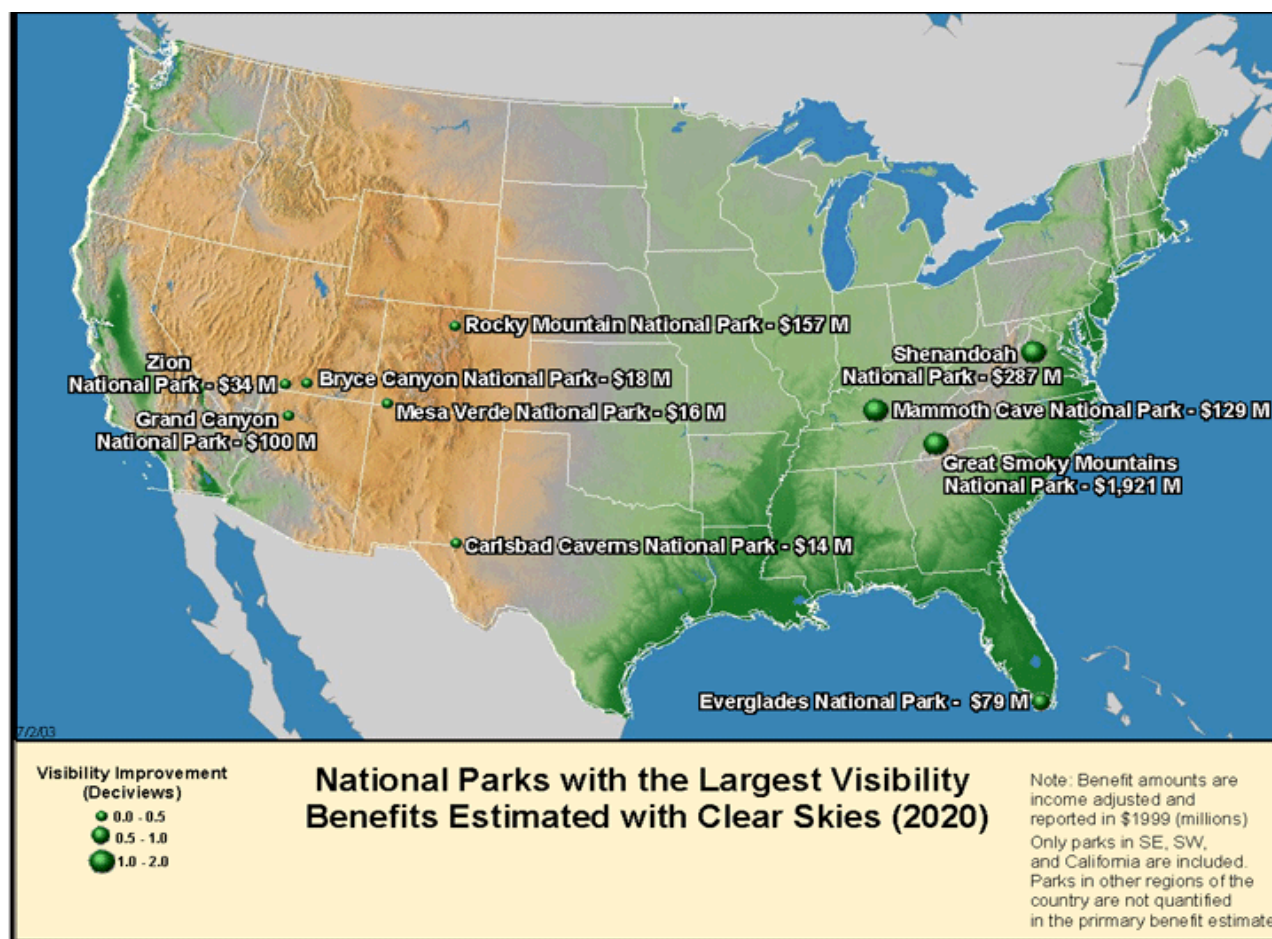 Rocky Mountain National Park - $157 M
Zion
National Park - $34 M
Bryce Canyon National Park - $18 M
Mesa Verde National Park - $16 M
Grand Canyon
National Park - $100 M
Shenandoah
National Park - $287 M
Mammoth Cave National Park - $129 M
Great Smoky Mountains
National Park - $1,921 M
Carlsbad Caverns National Park - $14 M
Everglades National Park - $79 M
7/2/03
Visibility Improvement
(Deciviews)
0.0 - 0.5
0.5 - 1.0
1.0 - 2.0
National Parks with the Largest Visibility
Benefits Estimated with Clear Skies (2020)
Note: Benefit amounts are
income adjusted and
reported in $1999 (millions)
Only parks in SE, SW,
and California are included.
Parks in other regions of the
country are not quantified
in the prirmary benefit estimate